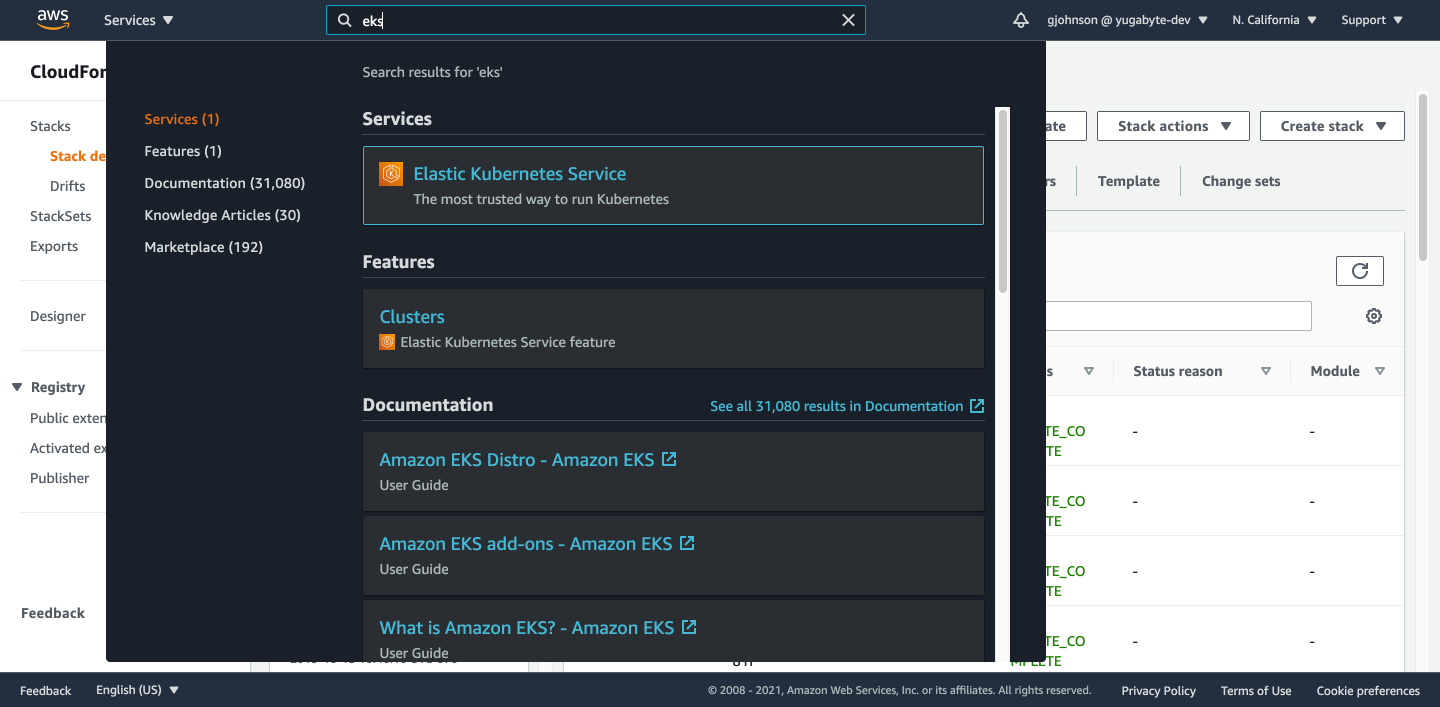 aws
Services
eks
gjohnson @ yugabyte-dev
N. California
Support
CloudFor
Stacks
Stack de
Drifts
StackSets
Exports
Designer
Registry
Public exten
Activated ex
Publisher
Feedback
Search results for 'eks'
Services (1)
Features (1)
Documentation (31,080)
Knowledge Articles (30)
Marketplace (192)
Services
Elastic Kubernetes Service
The most trusted way to run Kubernetes
Features
Clusters
Elastic Kubernetes Service feature
Documentation
See all 31,080 results in Documentation
Amazon EKS Distro - Amazon EKS
User Guide
Amazon EKS add-ons - Amazon EKS
User Guide
What is Amazon EKS? - Amazon EKS
User Guide
ate
Stack actions
Create stack
rs
Template
Change sets
s
Status reason
Module
TE_CO
TE
-
-
TE_CO
TE
-
-
TE_CO
TE
-
-
TE_CO
MPLETE
-
-
Feedback
English (US)
© 2008 - 2021, Amazon Web Services, Inc. or its affiliates. All rights reserved.
Privacy Policy
Terms of Use
Cookie preferences